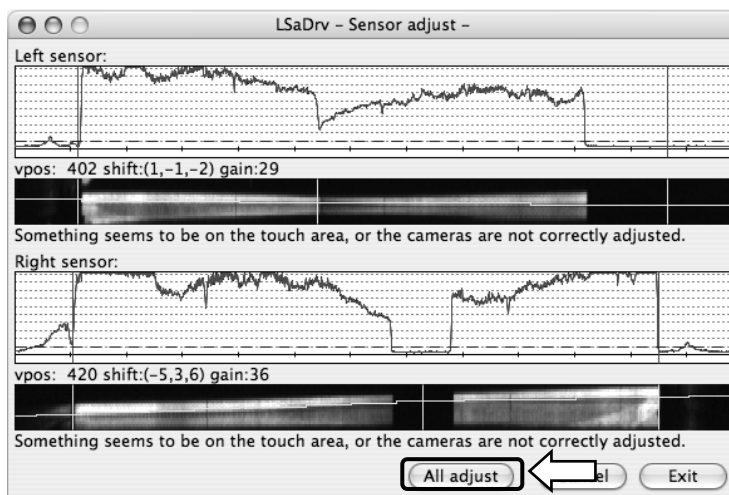 LSaDrv – Sensor adjust –
Left sensor:
vpos: 402 shift:(1,-1,-2) gain:29
Something seems to be on the touch area, or the cameras are not correctly adjusted.
Right sensor:
vpos: 420 shift:(-5,3,6) gain:36
Something seems to be on the touch area, or the cameras are not correctly adjusted.
All adjust Exit